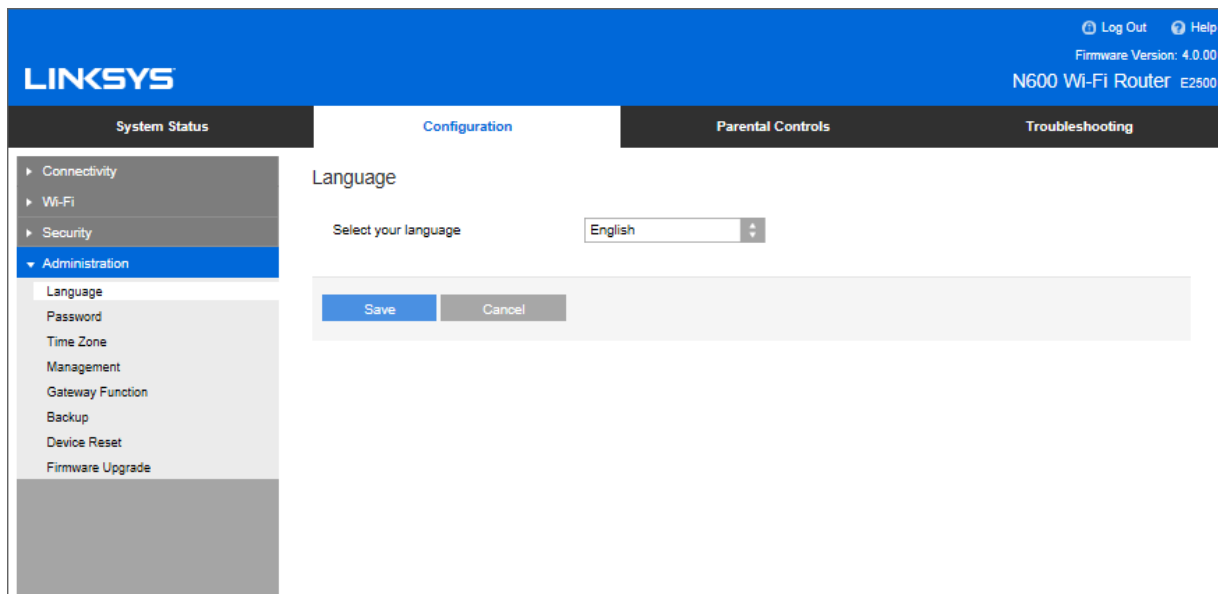 Log Out Help
Firmware Version: 4.0.00
LINKSYS
N600 Wi-Fi Router E2500
System Status Configuration Parental Controls Troubleshooting
Connectivity
Wi-Fi
Security
Administration
Language
Password
Time Zone
Management
Gateway Function
Backup
Device Reset
Firmware Upgrade
Language
Select your language English
Save Cancel